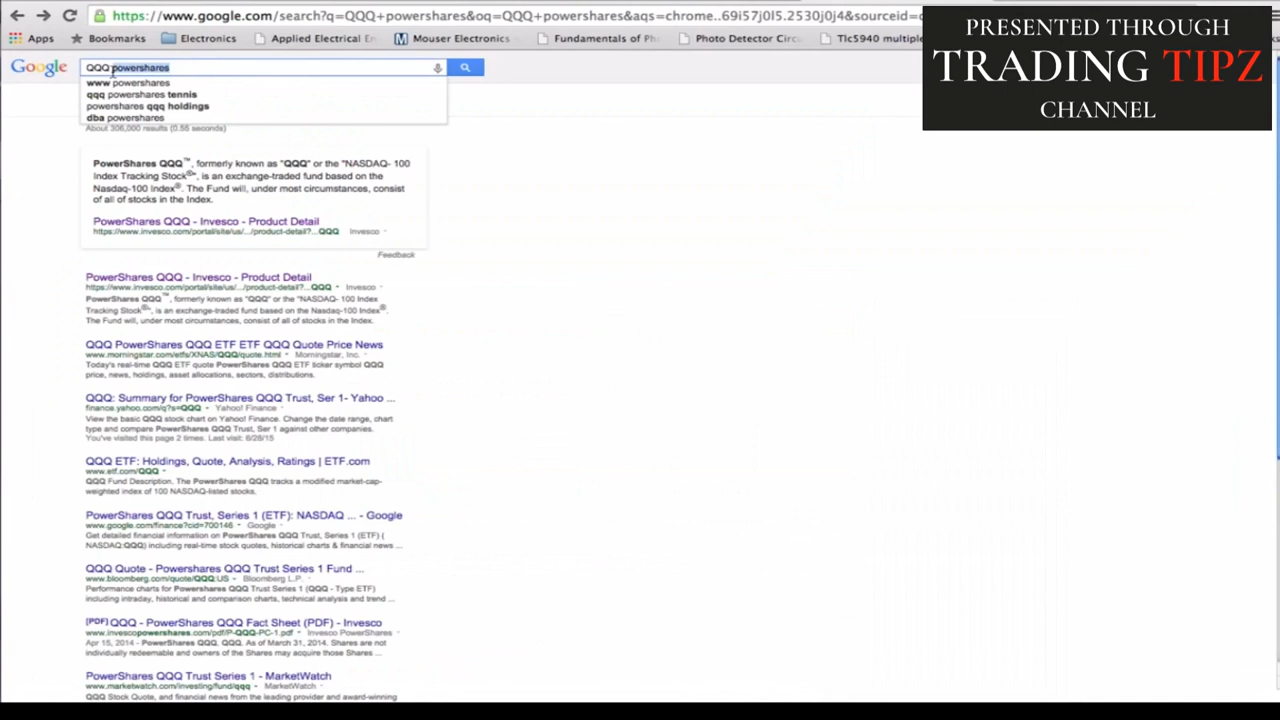 https://www.google.com/search?q=QQQ+powershares&oq=QQQ+powershares&aqs=chrome..69i57j0l5.2530j0j4&sourceid=c
Apps Bookmarks Electronics Applied Electrical E Mouser Electronics Fundamentals of Ph Photo Detector Circ Tlc5940 multiple
PRESENTED THROUGH
TRADING TIPZ
CHANNEL
Google QQQ powershares
www powershares
qqq powershares tennis
powershares qqq holdings
dba powershares
About 306,000 results (0.55 seconds)
PowerShares QQQ™, formerly known as "QQQ" or the "NASDAQ- 100
Index Tracking Stock®", is an exchange-traded fund based on the
Nasdaq-100 Index®. The Fund will, under most circumstances, consist
of all of stocks in the Index.
PowerShares QQQ - Invesco - Product Detail
https://www.invesco.com/portal/site/us/.../product-detail?...QQQ Invesco
Feedback
PowerShares QQQ - Invesco - Product Detail
https://www.invesco.com/portal/site/us/.../product-detail?...QQQ Invesco
PowerShares QQQ™, formerly known as "QQQ" or the "NASDAQ- 100 Index
Tracking Stock®", is an exchange-traded fund based on the Nasdaq-100 Index®.
The Fund will, under most circumstances, consist of all of stocks in the Index.
QQQ PowerShares QQQ ETF ETF QQQ Quote Price News
www.morningstar.com/etfs/XNAS/QQQ/quote.html Morningstar, Inc.
Today's real-time QQQ ETF quote PowerShares QQQ ETF ticker symbol QQQ
price, news, holdings, asset allocations, sectors, distributions.
QQQ: Summary for PowerShares QQQ Trust, Ser 1- Yahoo ...
finance.yahoo.com/q?s=QQQ Yahoo! Finance
View the basic QQQ stock chart on Yahoo! Finance. Change the date range, chart
type and compare PowerShares QQQ Trust, Ser 1 against other companies.
You've visited this page 2 times. Last visit: 6/28/15
QQQ ETF: Holdings, Quote, Analysis, Ratings | ETF.com
www.etf.com/QQQ
QQQ Fund Description. The PowerShares QQQ tracks a modified market-cap-
weighted index of 100 NASDAQ-listed stocks.
PowerShares QQQ Trust, Series 1 (ETF): NASDAQ ... - Google
www.google.com/finance?cid=700146 Google
Get detailed financial information on PowerShares QQQ Trust, Series 1 (ETF) (
NASDAQ:QQQ) including real-time stock quotes, historical charts & financial news ...
QQQ Quote - Powershares QQQ Trust Series 1 Fund ...
www.bloomberg.com/quote/QQQ:US Bloomberg L.P.
Performance charts for Powershares QQQ Trust Series 1 (QQQ - Type ETF)
including intraday, historical and comparison charts, technical analysis and trend ...
[PDF] QQQ - PowerShares QQQ Fact Sheet (PDF) - Invesco
www.invescopowershares.com/pdf/P-QQQ-PC-1.pdf Invesco PowerShares
Apr 15, 2014 - PowerShares QQQ, QQQ. As of March 31, 2014. Shares are not
individually redeemable and owners of the Shares may acquire those Shares ...
PowerShares QQQ Trust Series 1 - MarketWatch
www.marketwatch.com/investing/fund/qqq MarketWatch
QQQ Stock Quote, and financial news from the leading provider and award-winning